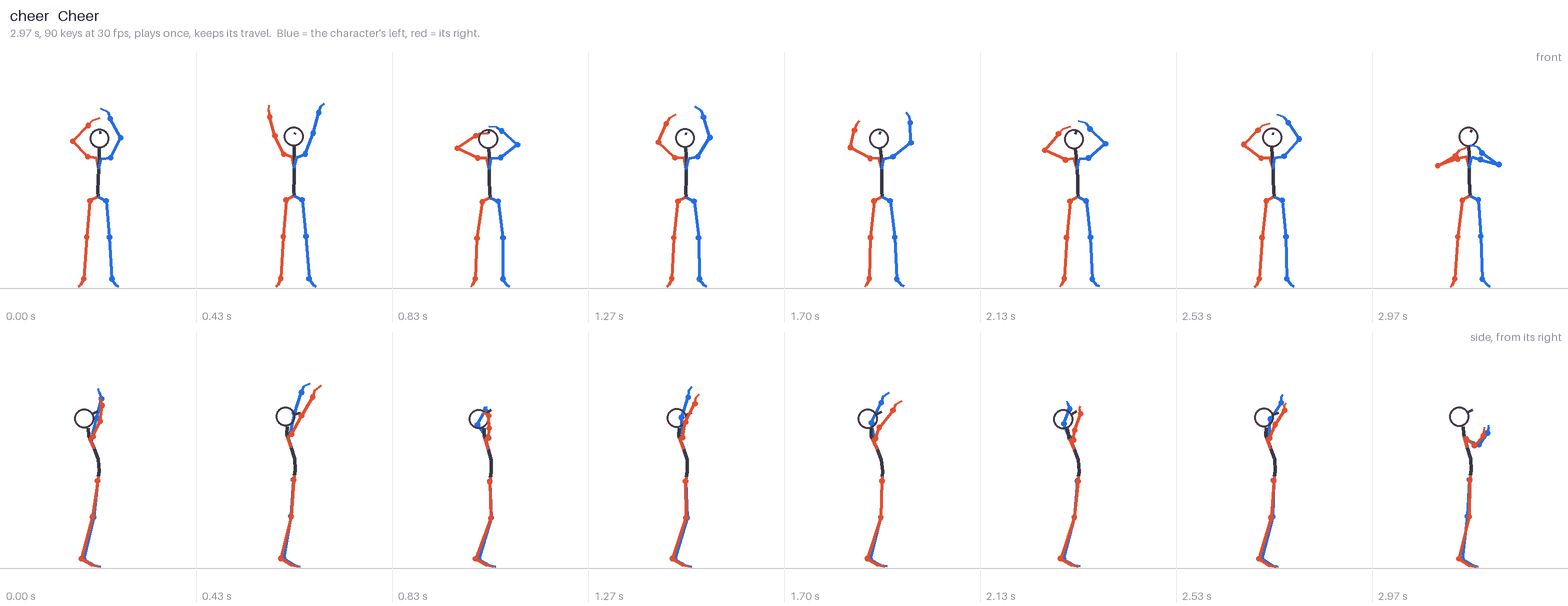 cheer Cheer
2.97 s, 90 keys at 30 fps, plays once, keeps its travel. Blue = the character's left, red = its right.
front
0.00 s 0.43 s 0.83 s 1.27 s 1.70 s 2.13 s 2.53 s 2.97 s
side, from its right
0.00 s 0.43 s 0.83 s 1.27 s 1.70 s 2.13 s 2.53 s 2.97 s